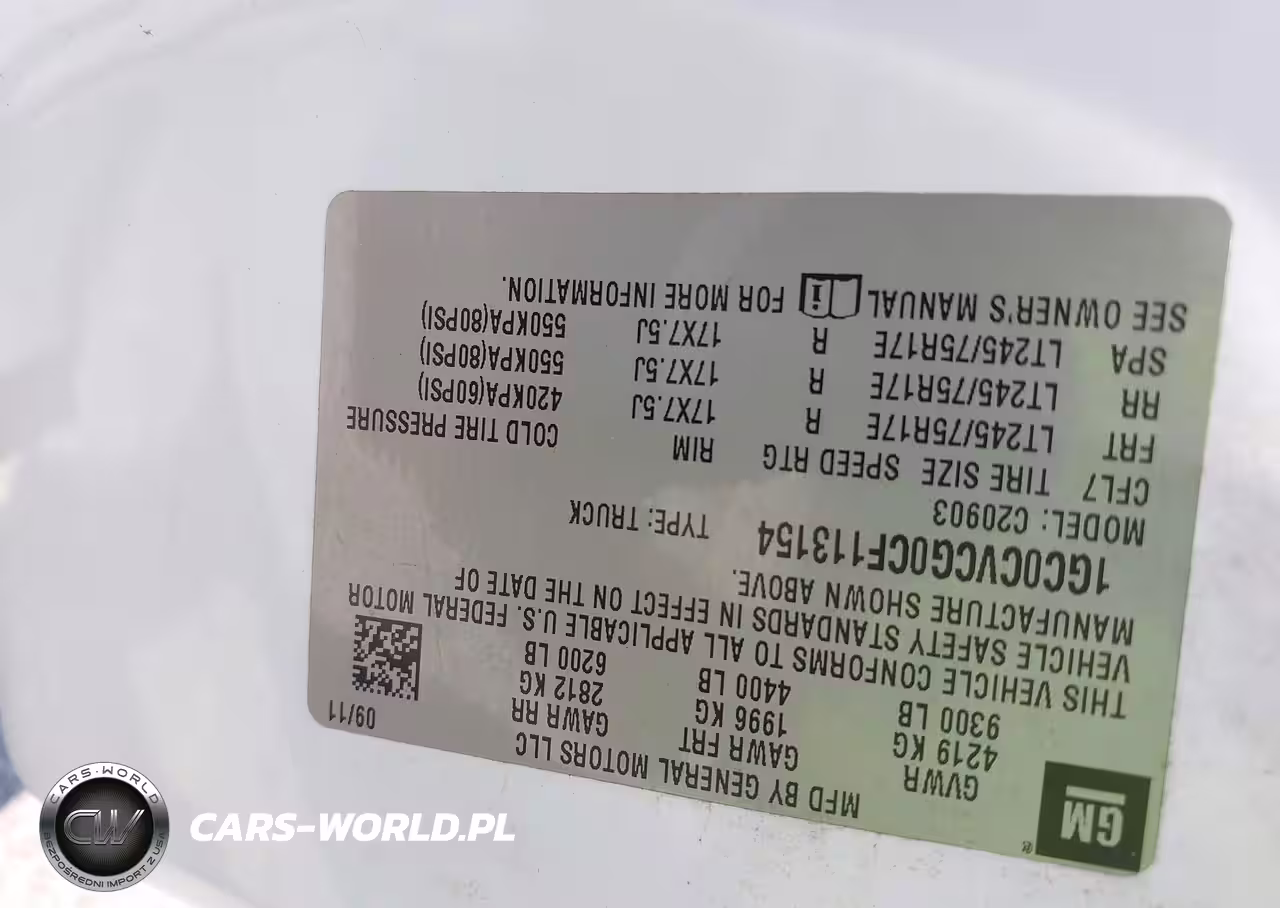 GM
®
MFD BY GENERAL MOTORS LLC
09/11
GVWR GAWR FRT GAWR RR
4219 KG 1996 KG 2812 KG
9300 LB 4400 LB 6200 LB
THIS VEHICLE CONFORMS TO ALL APPLICABLE U.S. FEDERAL MOTOR
VEHICLE SAFETY STANDARDS IN EFFECT ON THE DATE OF
MANUFACTURE SHOWN ABOVE.
1GC0CVCG0CF113154 TYPE: TRUCK
MODEL: C20903
CFL7 TIRE SIZE SPEED RTG RIM COLD TIRE PRESSURE
FRT LT245/75R17E R 17X7.5J 420KPA(60PSI)
RR LT245/75R17E R 17X7.5J 550KPA(80PSI)
SPA LT245/75R17E R 17X7.5J 550KPA(80PSI)
SEE OWNER'S MANUAL i FOR MORE INFORMATION.
CARS-WORLD
CW
BEZPOŚREDNI IMPORT Z USA
CARS-WORLD.PL